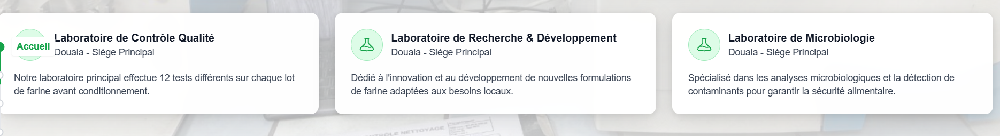 Accueil
Laboratoire de Contrôle Qualité
Douala - Siège Principal
Notre laboratoire principal effectue 12 tests différents sur chaque lot
de farine avant conditionnement.
Laboratoire de Recherche & Développement
Douala - Siège Principal
Dédié à l'innovation et au développement de nouvelles formulations
de farine adaptées aux besoins locaux.
Laboratoire de Microbiologie
Douala - Siège Principal
Spécialisé dans les analyses microbiologiques et la détection de
contaminants pour garantir la sécurité alimentaire.
NETTOYAGE